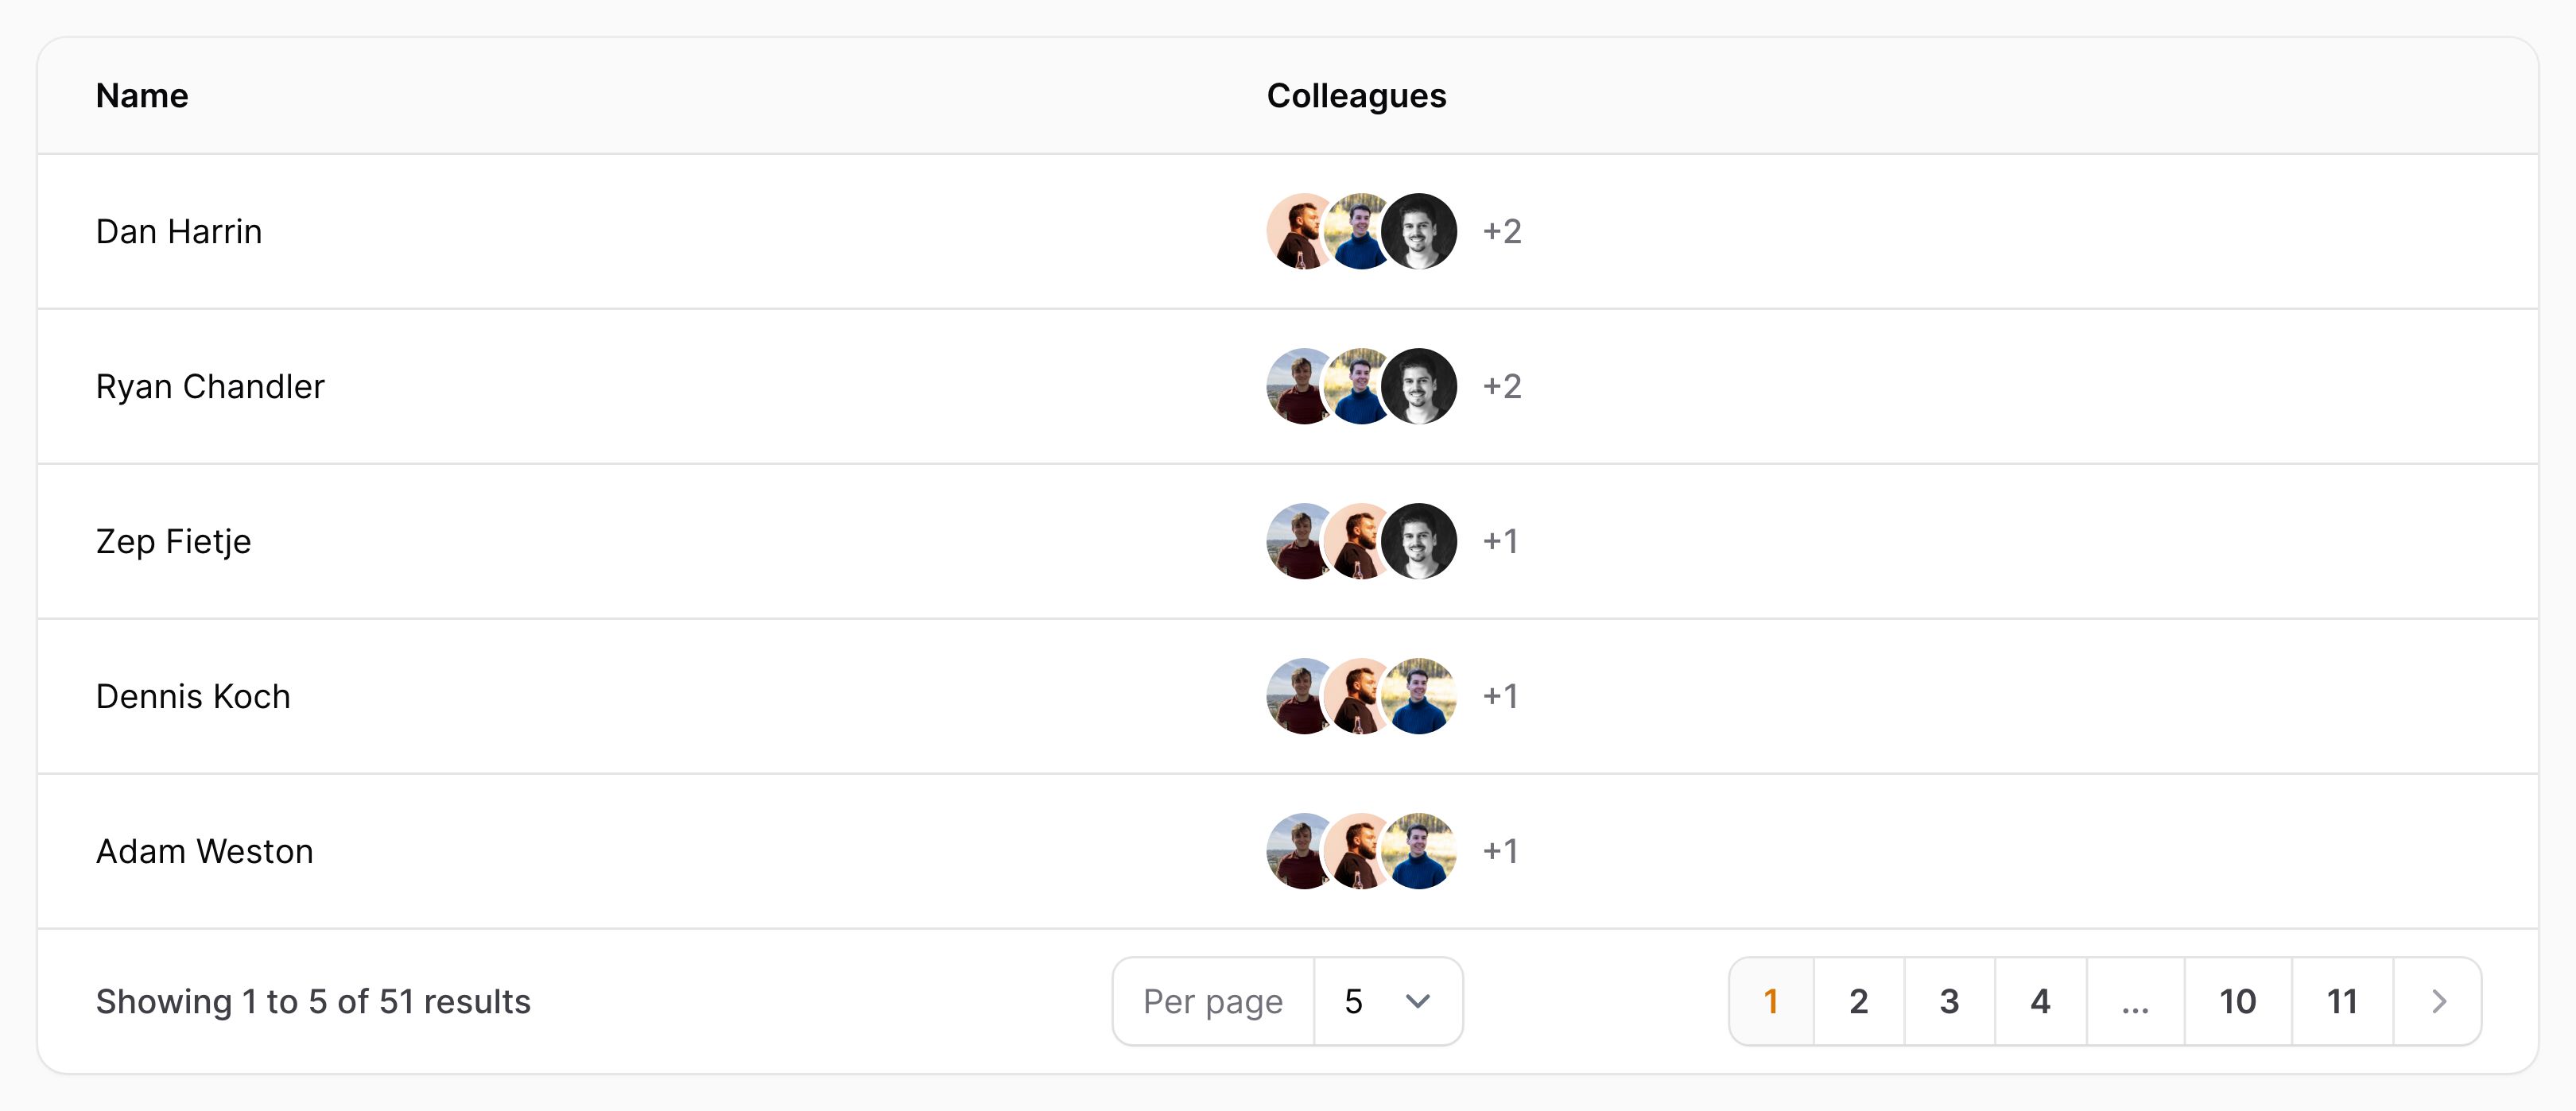 Name Colleagues
Dan Harrin +2
Ryan Chandler +2
Zep Fietje +1
Dennis Koch +1
Adam Weston +1
Showing 1 to 5 of 51 results Per page 5 1 2 3 4 ... 10 11